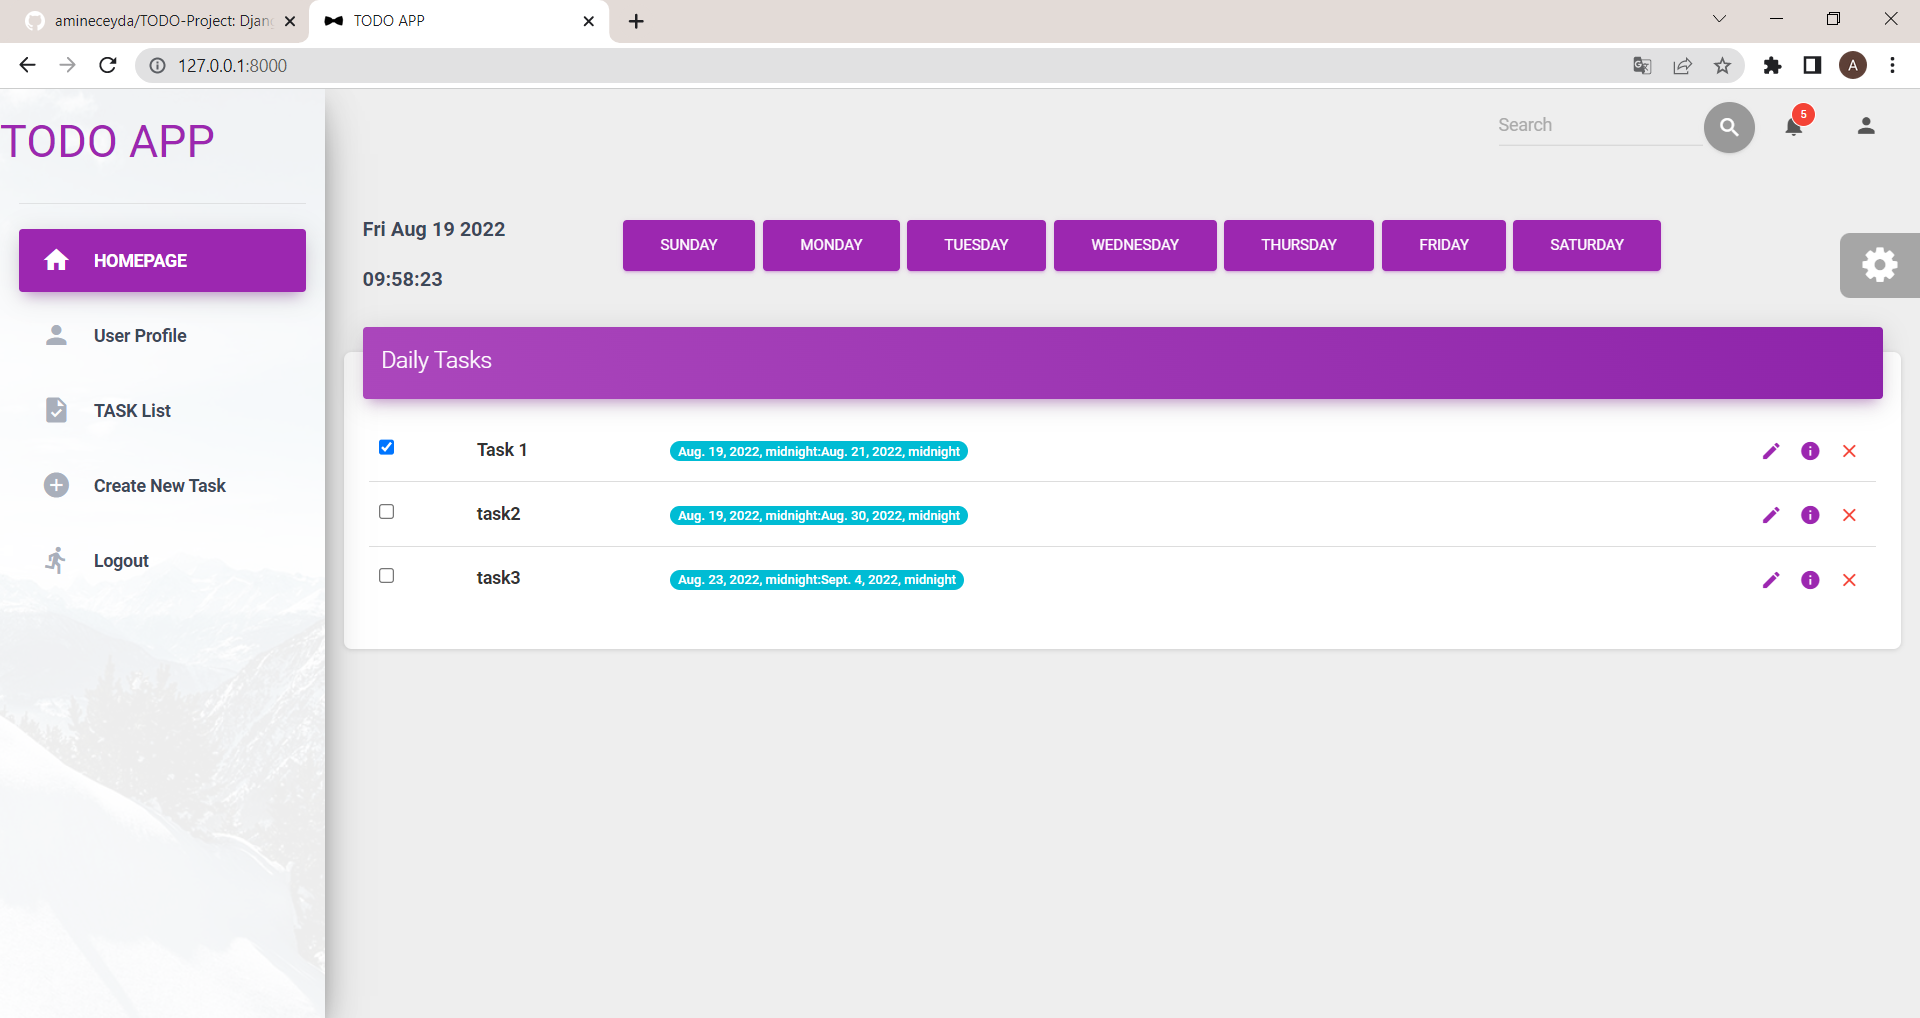 amineceyda/TODO-Project: Djan
TODO APP
127.0.0.1:8000
A
TODO APP
Search
5
HOMEPAGE
User Profile
TASK List
Create New Task
Logout
Fri Aug 19 2022
09:58:23
SUNDAY MONDAY TUESDAY WEDNESDAY THURSDAY FRIDAY SATURDAY
Daily Tasks
Task 1 Aug. 19, 2022, midnight:Aug. 21, 2022, midnight
task2 Aug. 19, 2022, midnight:Aug. 30, 2022, midnight
task3 Aug. 23, 2022, midnight:Sept. 4, 2022, midnight